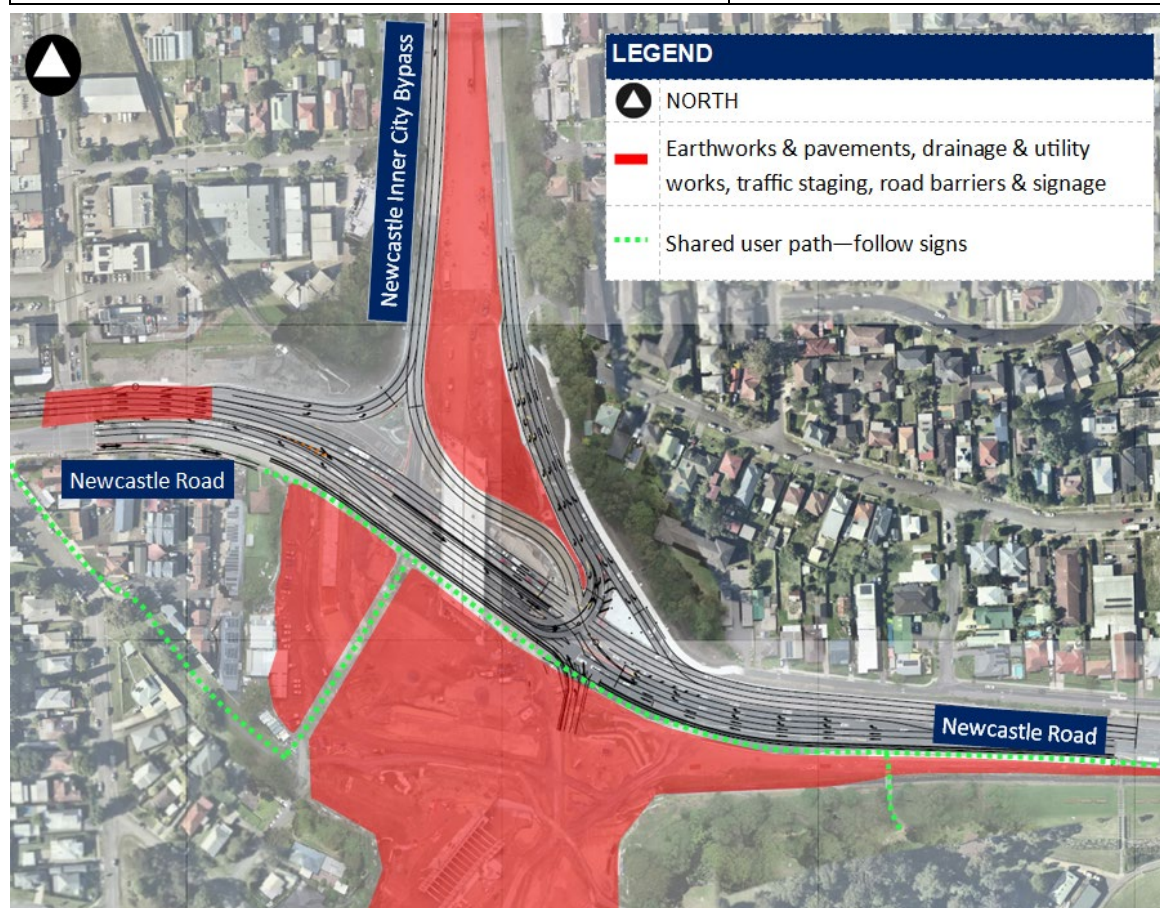 Newcastle Inner City Bypass
LEGEND
NORTH
Earthworks & pavements, drainage & utility
works, traffic staging, road barriers & signage
Shared user path—follow signs
Newcastle Road
Newcastle Road